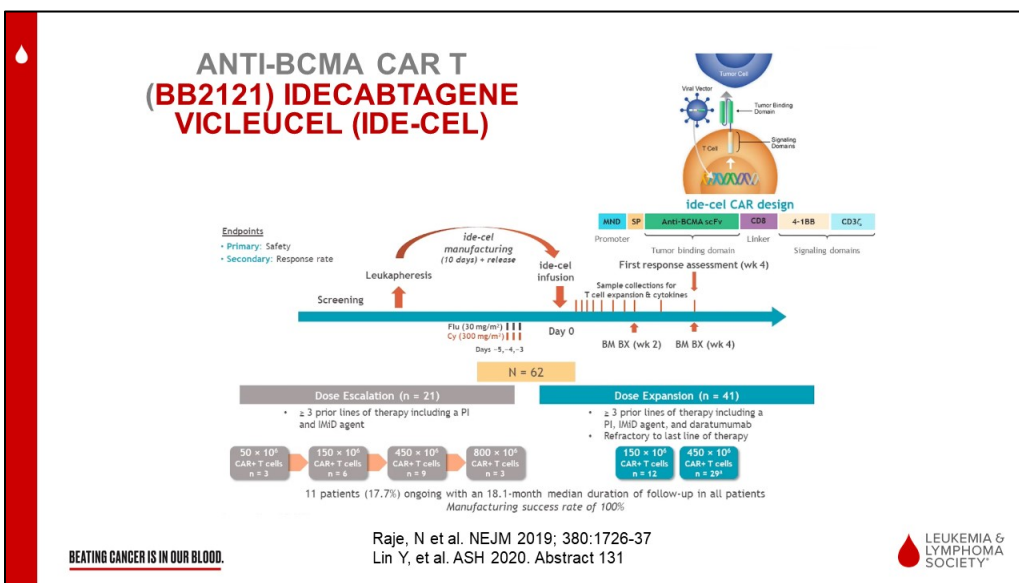 ANTI-BCMA CAR T
(BB2121) IDECABTAGENE
VICLEUCEL (IDE-CEL)
Tumor Cell
Viral Vector
Tumor Binding
Domain
Signaling
Domains
T Cell
ide-cel CAR design
MND SP Anti-BCMA scFv CD8 4-1BB CD3ζ
Promoter
Tumor binding domain
Linker
Signaling domains
Endpoints
• Primary: Safety
• Secondary: Response rate
Screening
Leukapheresis
ide-cel
manufacturing
(10 days) + release
ide-cel
infusion
First response assessment (wk 4)
Sample collections for
T cell expansion & cytokines
Flu (30 mg/m²)
Cy (300 mg/m²)
Days −5,−4,−3
Day 0
BM BX (wk 2)
BM BX (wk 4)
N = 62
Dose Escalation (n = 21)
• ≥ 3 prior lines of therapy including a PI
and IMiD agent
50 × 10⁶
CAR+ T cells
n = 3
150 × 10⁶
CAR+ T cells
n = 6
450 × 10⁶
CAR+ T cells
n = 9
800 × 10⁶
CAR+ T cells
n = 3
Dose Expansion (n = 41)
• ≥ 3 prior lines of therapy including a
PI, IMiD agent, and daratumumab
• Refractory to last line of therapy
150 × 10⁶
CAR+ T cells
n = 12
450 × 10⁶
CAR+ T cells
n = 29ᵃ
11 patients (17.7%) ongoing with an 18.1-month median duration of follow-up in all patients
Manufacturing success rate of 100%
Raje, N et al. NEJM 2019; 380:1726-37
Lin Y, et al. ASH 2020. Abstract 131
BEATING CANCER IS IN OUR BLOOD.
LEUKEMIA &
LYMPHOMA
SOCIETY®